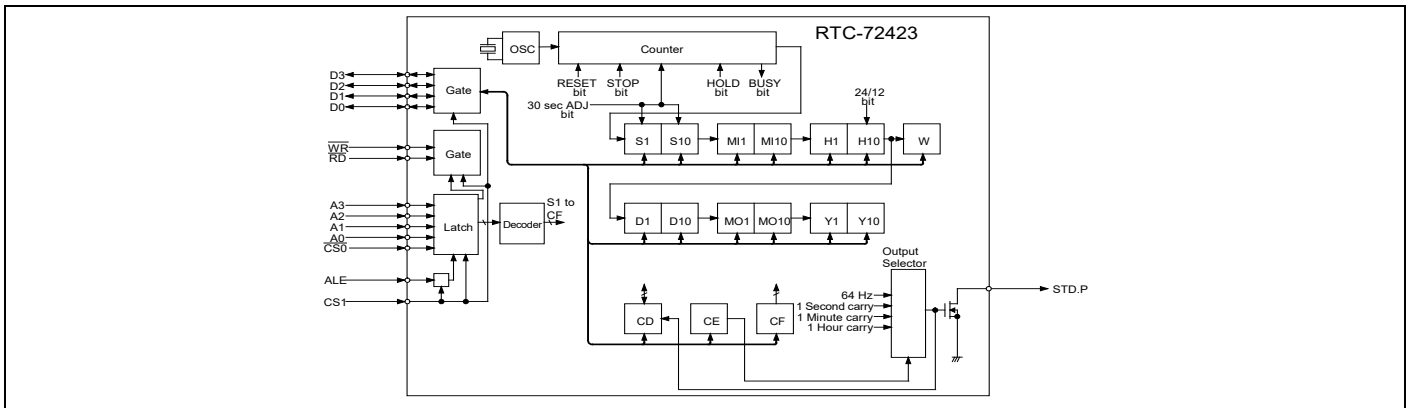 RTC-72423
OSC
Counter
RESET bit
STOP bit
HOLD bit
BUSY bit
30 sec ADJ bit
24/12 bit
D3
D2
D1
D0
Gate
WR
RD
Gate
S1
S10
MI1
MI10
H1
H10
W
A3
A2
A1
A0
CS0
Latch
Decoder
S1 to CF
D1
D10
MO1
MO10
Y1
Y10
ALE
CS1
Output Selector
64 Hz
1 Second carry
1 Minute carry
1 Hour carry
CD
CE
CF
STD.P